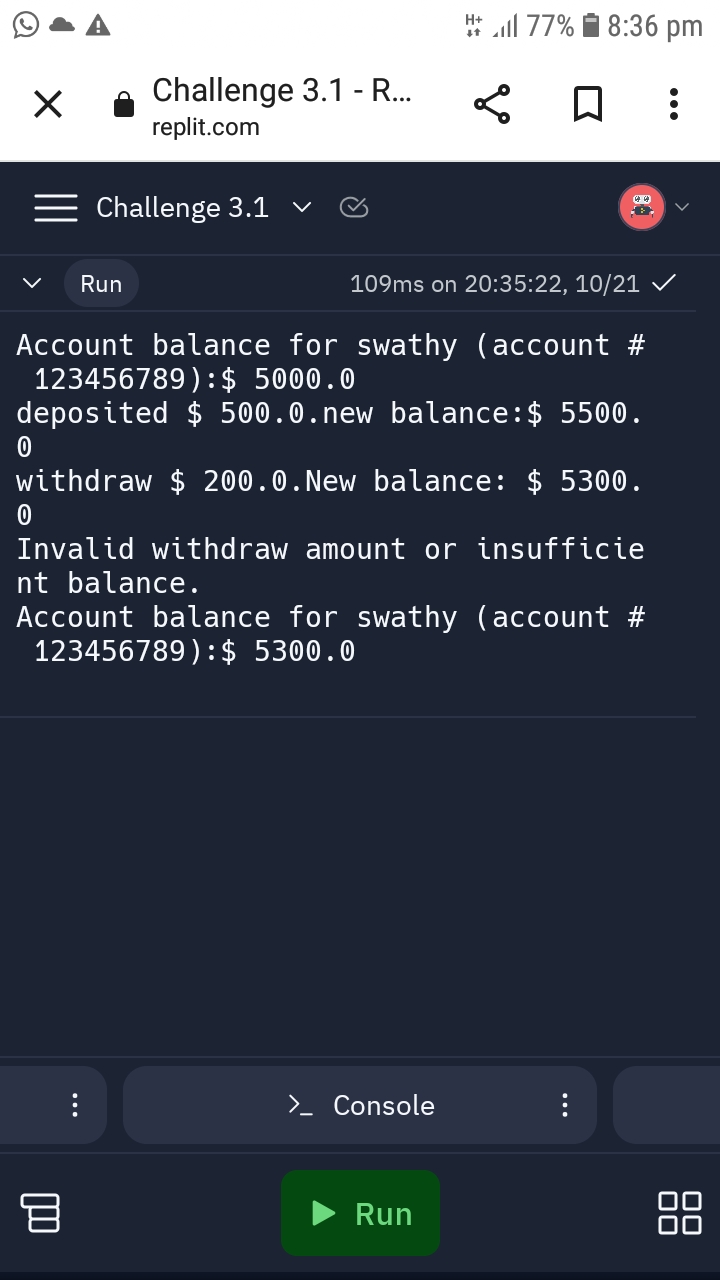 H+ 77% 8:36 pm
Challenge 3.1 - R...
replit.com
Challenge 3.1
Run 109ms on 20:35:22, 10/21
Account balance for swathy (account #
 123456789):$ 5000.0
deposited $ 500.0.new balance:$ 5500.
0
withdraw $ 200.0.New balance: $ 5300.
0
Invalid withdraw amount or insufficie
nt balance.
Account balance for swathy (account #
 123456789):$ 5300.0
Console
Run